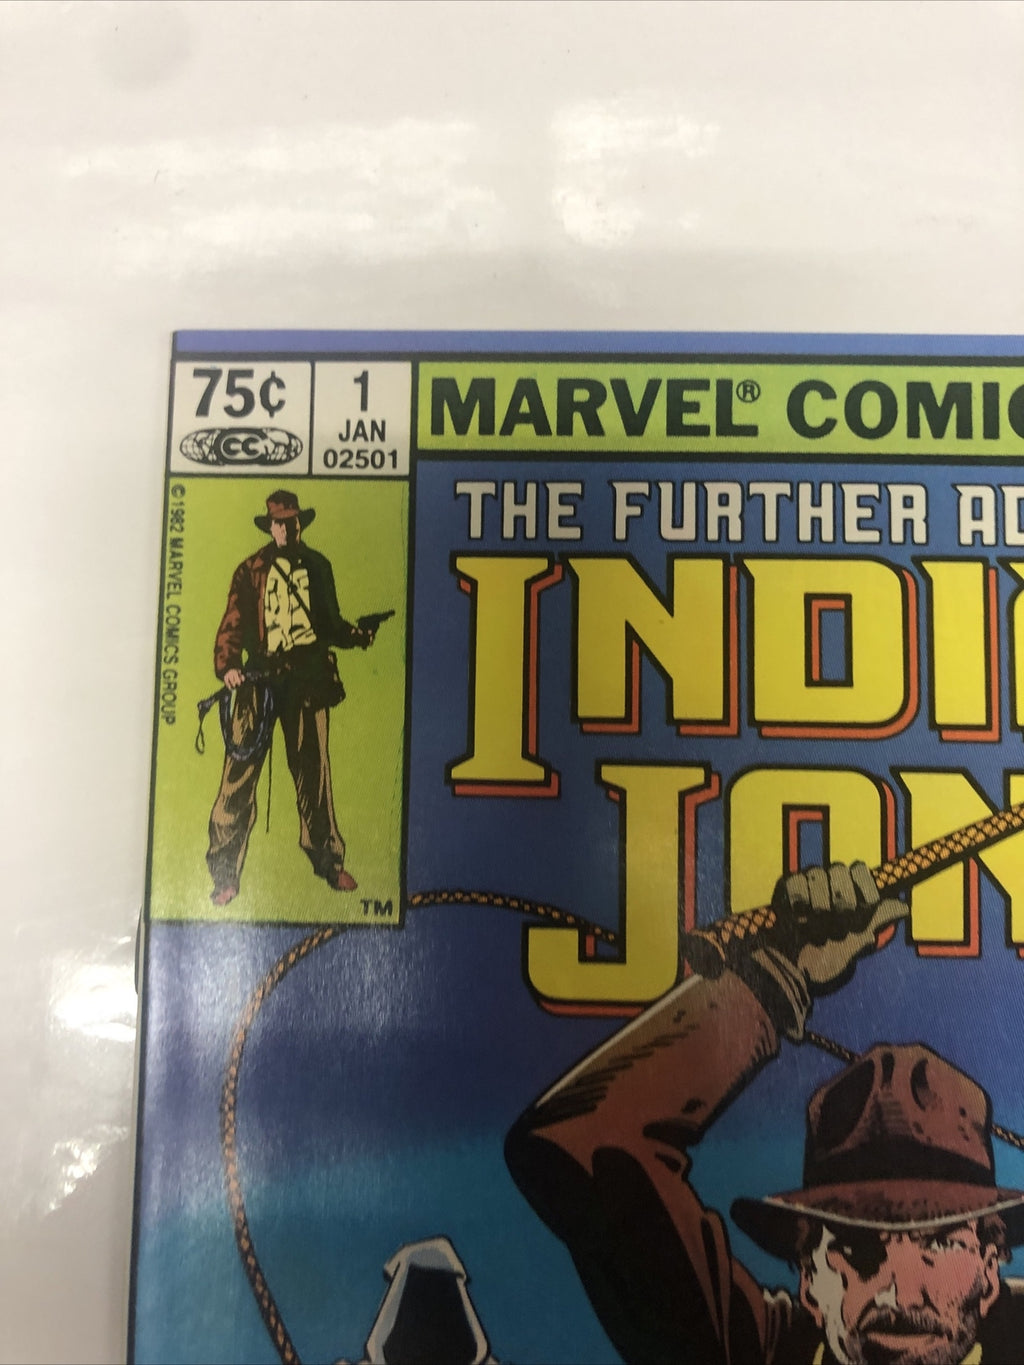 75¢
CC
1
JAN
02501
MARVEL® COMIC
THE FURTHER AD
INDI
JON
©1982 MARVEL COMICS GROUP
TM